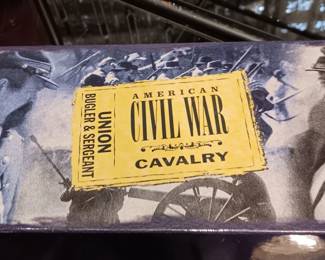 UNION
BUGLER & SERGEANT
AMERICAN
CIVIL WAR
CAVALRY